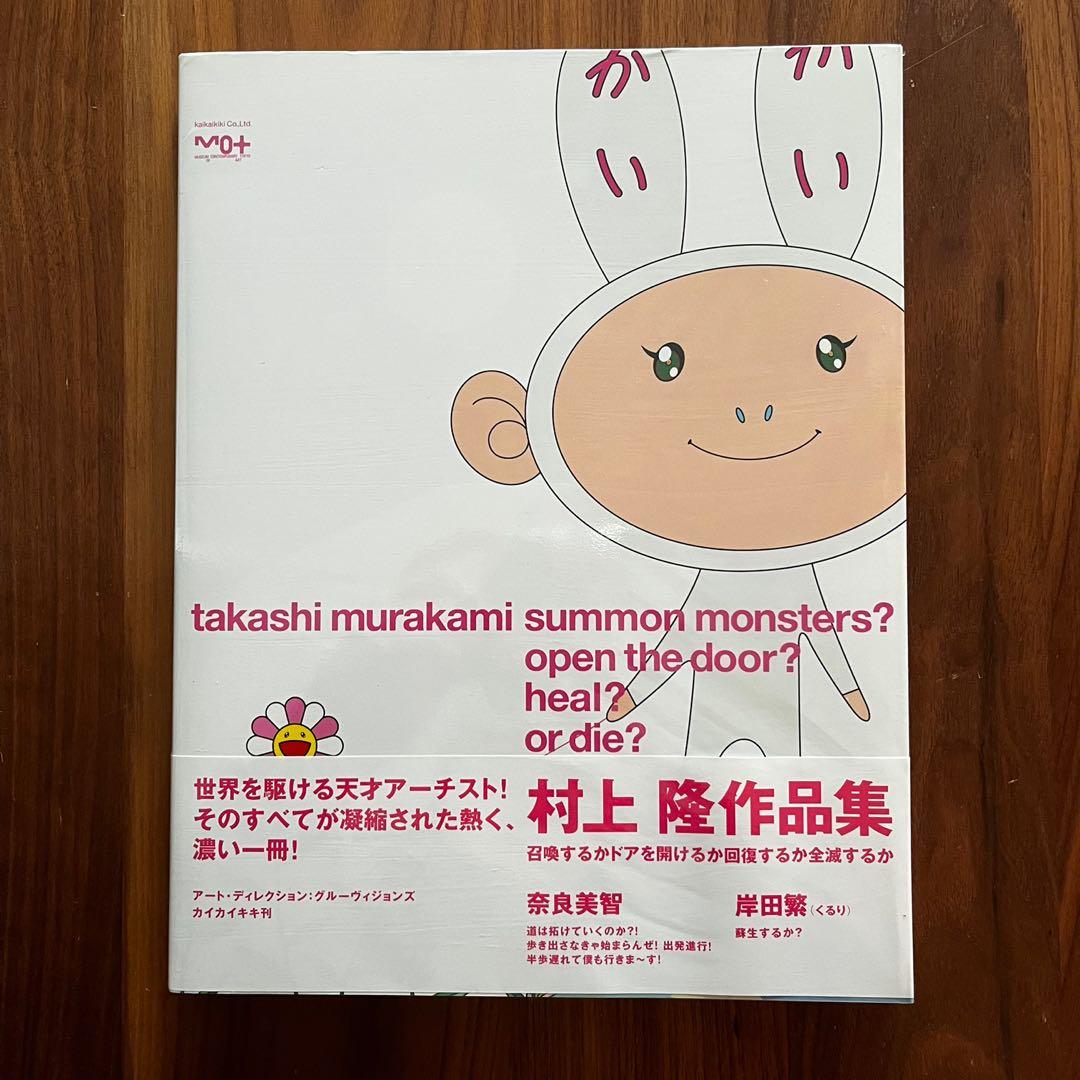 kaikaikiki Co.,Ltd.
MOT
MUSEUM OF CONTEMPORARY ART TOKYO
かい
かい
takashi murakami summon monsters?
open the door?
heal?
or die?
世界を駆ける天才アーチスト!
そのすべてが凝縮された熱く、
濃い一冊!
アート・ディレクション:グルーヴィジョンズ
カイカイキキ刊
村上 隆作品集
召喚するかドアを開けるか回復するか全滅するか
奈良美智
道は拓けていくのか?!
歩き出さなきゃ始まらんぜ! 出発進行!
半歩遅れて僕も行きま〜す!
岸田繁(くるり)
蘇生するか?